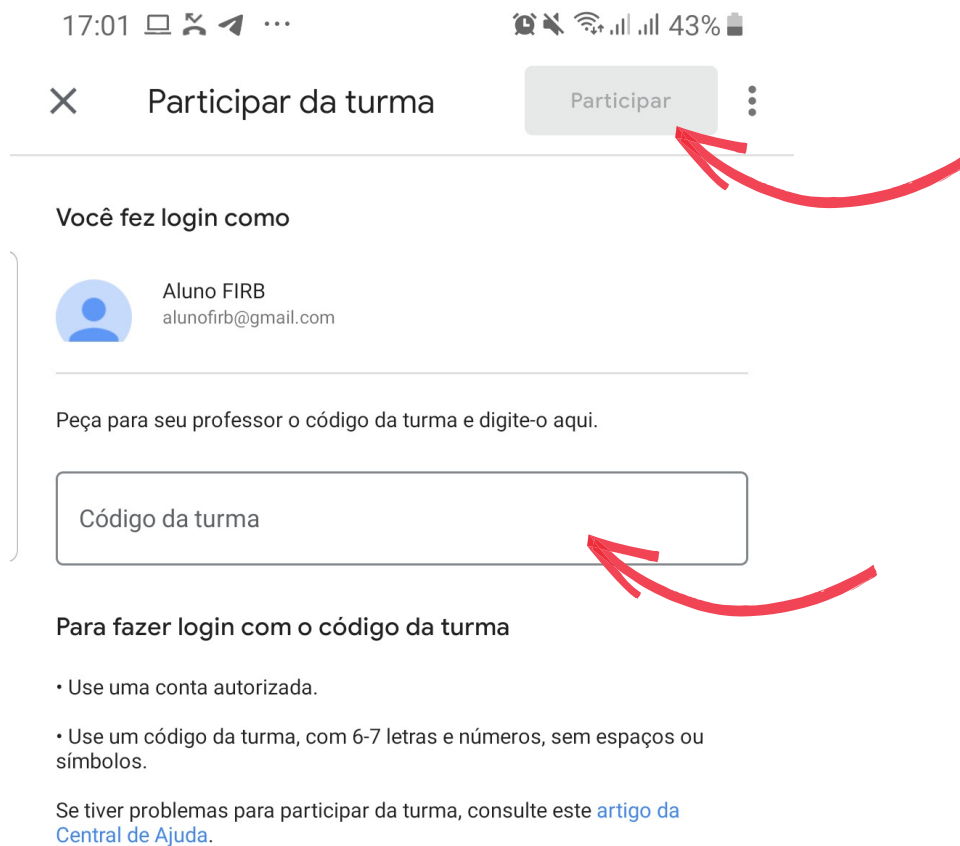 17:01 43%
Participar da turma Participar
Você fez login como
Aluno FIRB
alunofirb@gmail.com
Peça para seu professor o código da turma e digite-o aqui.
Código da turma
Para fazer login com o código da turma
• Use uma conta autorizada.
• Use um código da turma, com 6-7 letras e números, sem espaços ou
símbolos.
Se tiver problemas para participar da turma, consulte este artigo da
Central de Ajuda.